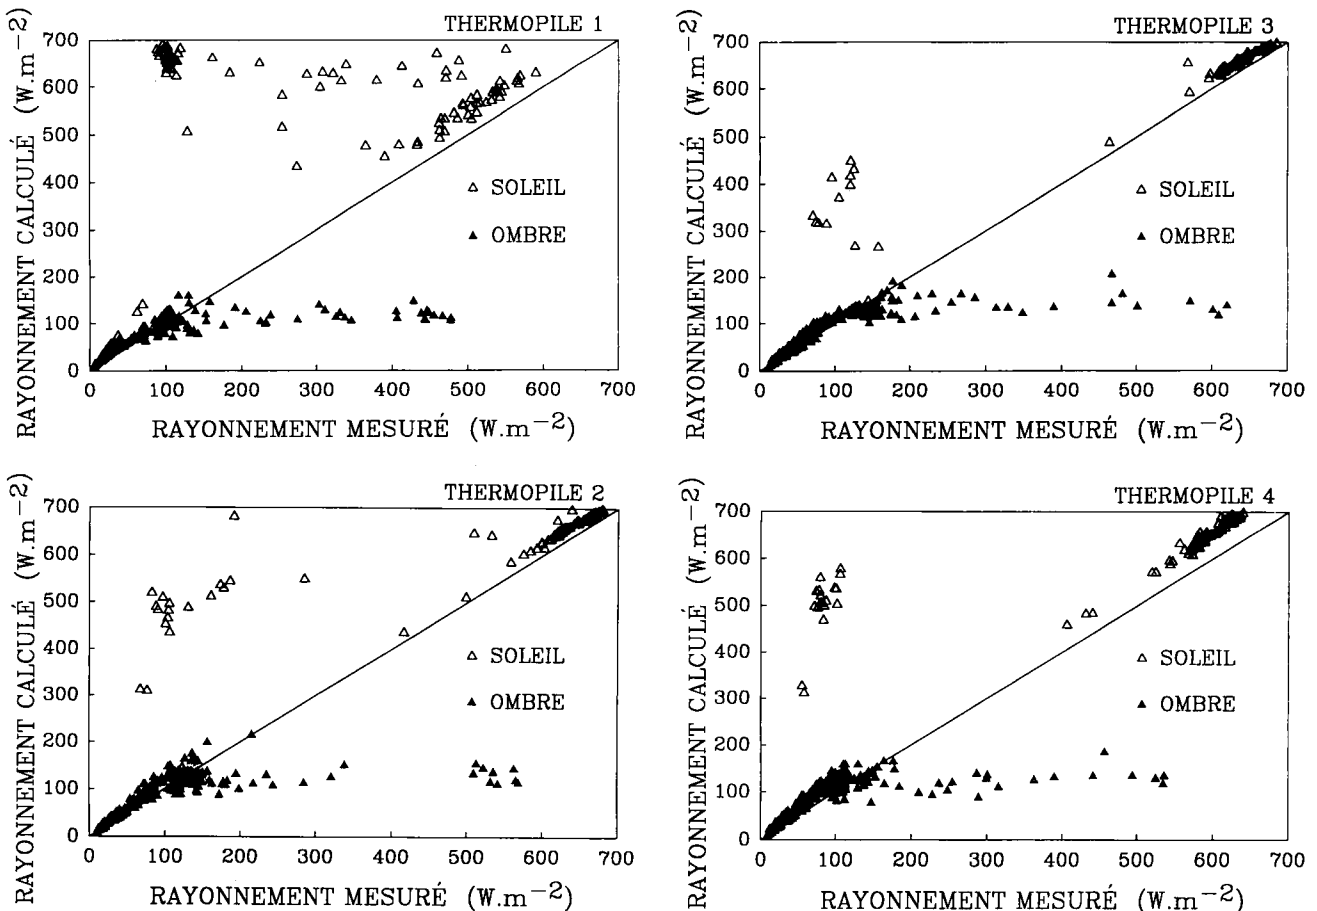 THERMOPILE 1
RAYONNEMENT CALCULÉ (W.m−2)
700
600
500
400
300
200
100
0
SOLEIL
OMBRE
0 100 200 300 400 500 600 700
RAYONNEMENT MESURÉ (W.m−2)
THERMOPILE 3
RAYONNEMENT CALCULÉ (W.m−2)
700
600
500
400
300
200
100
0
SOLEIL
OMBRE
0 100 200 300 400 500 600 700
RAYONNEMENT MESURÉ (W.m−2)
THERMOPILE 2
RAYONNEMENT CALCULÉ (W.m−2)
700
600
500
400
300
200
100
0
SOLEIL
OMBRE
0 100 200 300 400 500 600 700
RAYONNEMENT MESURÉ (W.m−2)
THERMOPILE 4
RAYONNEMENT CALCULÉ (W.m−2)
700
600
500
400
300
200
100
0
SOLEIL
OMBRE
0 100 200 300 400 500 600 700
RAYONNEMENT MESURÉ (W.m−2)